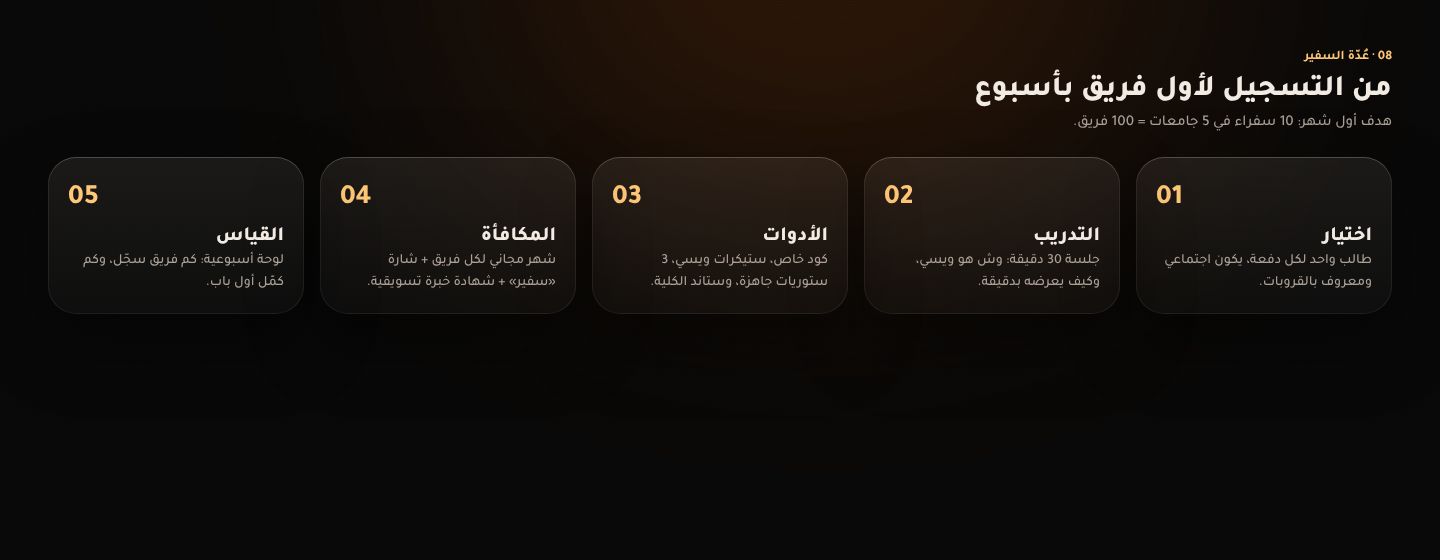 08 · عُدّة السفير
من التسجيل لأول فريق بأسبوع
هدف أول شهر: 10 سفراء في 5 جامعات = 100 فريق.
01
اختيار
طالب واحد لكل دفعة، يكون اجتماعي
ومعروف بالقروبات.
02
التدريب
جلسة 30 دقيقة: وش هو ويسي،
وكيف يعرضه بدقيقة.
03
الأدوات
كود خاص، ستيكرات ويسي، 3
ستوريات جاهزة، وستاند الكلية.
04
المكافأة
شهر مجاني لكل فريق + شارة
«سفير» + شهادة خبرة تسويقية.
05
القياس
لوحة أسبوعية: كم فريق سجّل، وكم
كمّل أول باب.